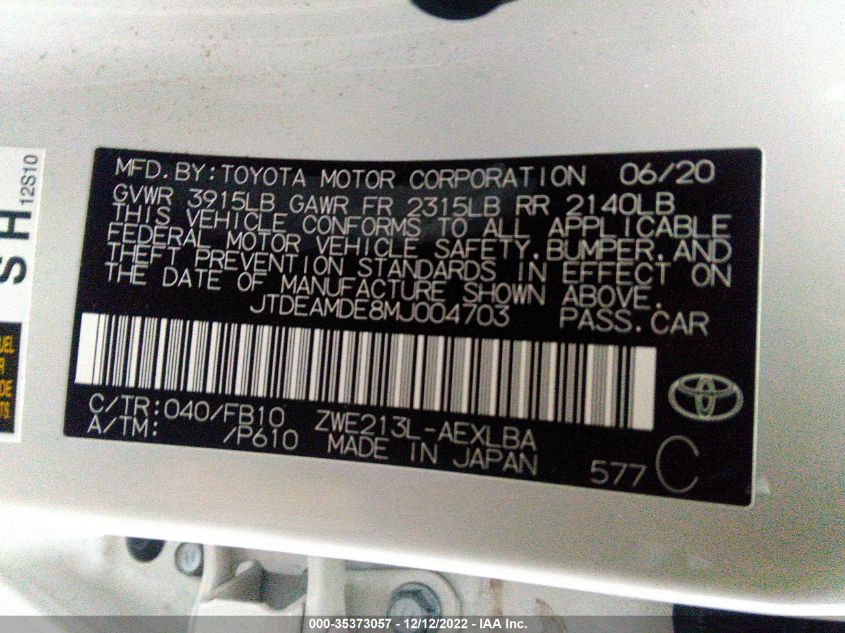 MFD.BY:TOYOTA MOTOR CORPORATION 06/20
GVWR 3915LB GAWR FR 2315LB RR 2140LB
THIS VEHICLE CONFORMS TO ALL APPLICABLE
FEDERAL MOTOR VEHICLE SAFETY,BUMPER,AND
THEFT PREVENTION STANDARDS IN EFFECT ON
THE DATE OF MANUFACTURE SHOWN ABOVE.
JTDEAMDE8MJ004703 PASS.CAR
C/TR:040/FB10 ZWE213L-AEXLBA
A/TM: /P610 MADE IN JAPAN 577 C
SH
12S10
000-35373057 - 12/12/2022 - IAA Inc.